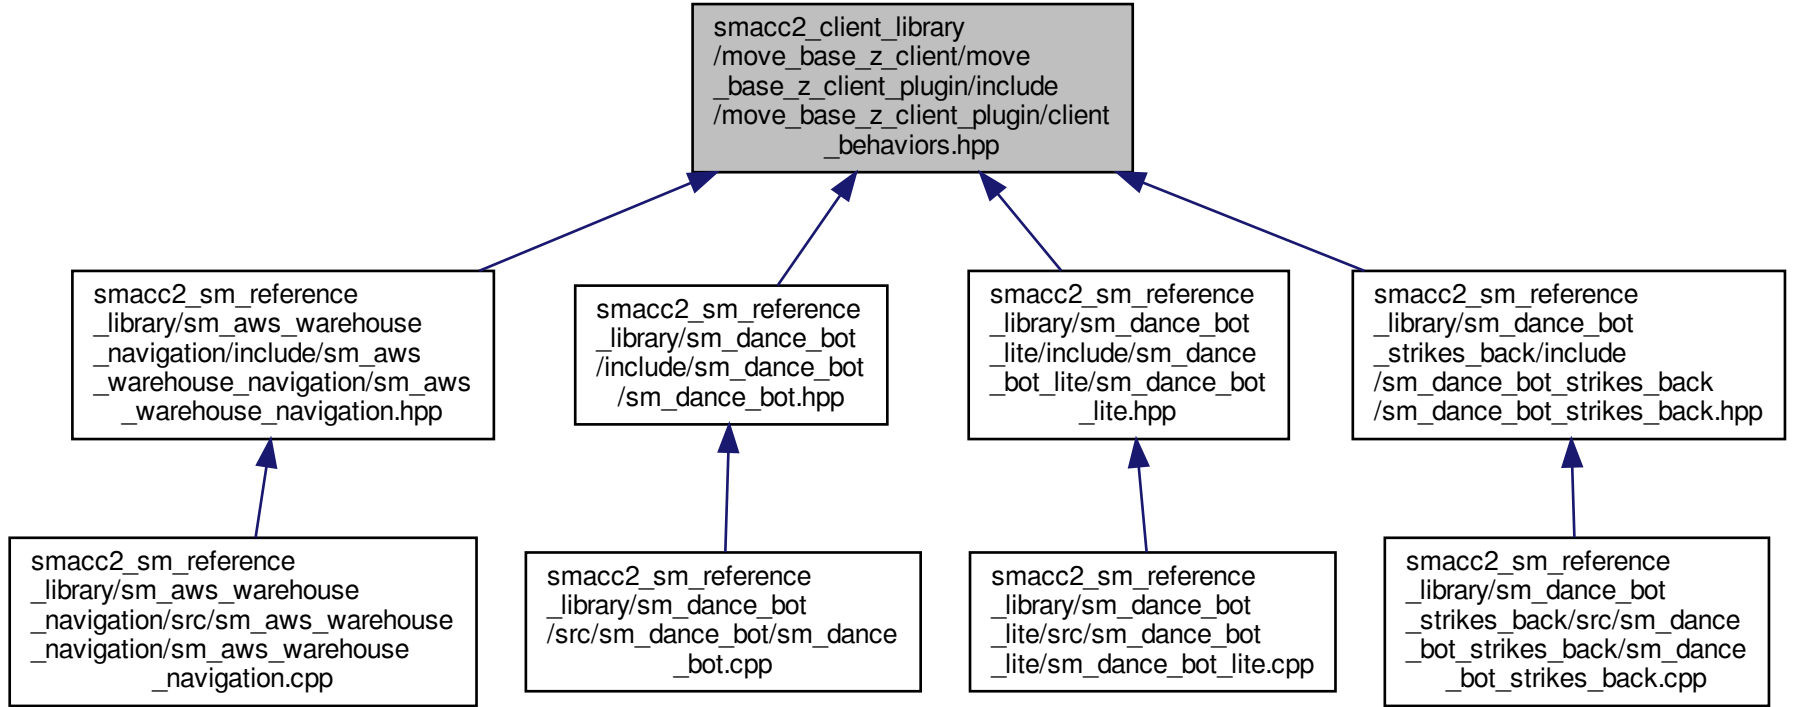 smacc2_client_library
/move_base_z_client/move
_base_z_client_plugin/include
/move_base_z_client_plugin/client
_behaviors.hpp
smacc2_sm_reference
_library/sm_aws_warehouse
_navigation/include/sm_aws
_warehouse_navigation/sm_aws
_warehouse_navigation.hpp
smacc2_sm_reference
_library/sm_dance_bot
/include/sm_dance_bot
/sm_dance_bot.hpp
smacc2_sm_reference
_library/sm_dance_bot
_lite/include/sm_dance
_bot_lite/sm_dance_bot
_lite.hpp
smacc2_sm_reference
_library/sm_dance_bot
_strikes_back/include
/sm_dance_bot_strikes_back
/sm_dance_bot_strikes_back.hpp
smacc2_sm_reference
_library/sm_aws_warehouse
_navigation/src/sm_aws_warehouse
_navigation/sm_aws_warehouse
_navigation.cpp
smacc2_sm_reference
_library/sm_dance_bot
/src/sm_dance_bot/sm_dance
_bot.cpp
smacc2_sm_reference
_library/sm_dance_bot
_lite/src/sm_dance_bot
_lite/sm_dance_bot_lite.cpp
smacc2_sm_reference
_library/sm_dance_bot
_strikes_back/src/sm_dance
_bot_strikes_back/sm_dance
_bot_strikes_back.cpp